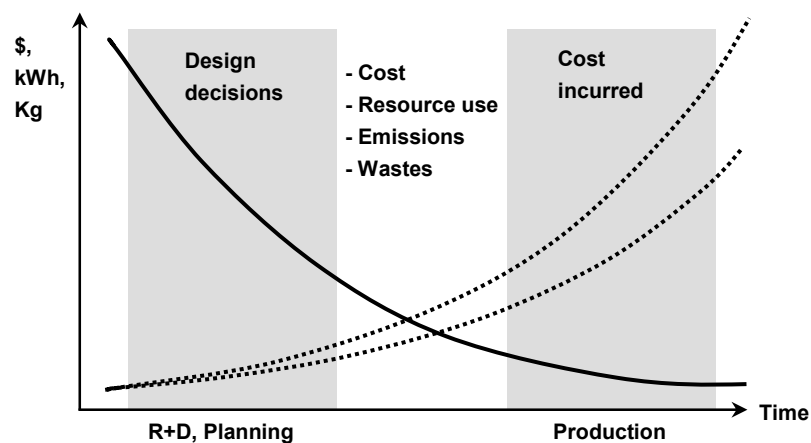 $,
kWh,
Kg
Design
decisions
- Cost
- Resource use
- Emissions
- Wastes
Cost
incurred
Time
R+D, Planning
Production